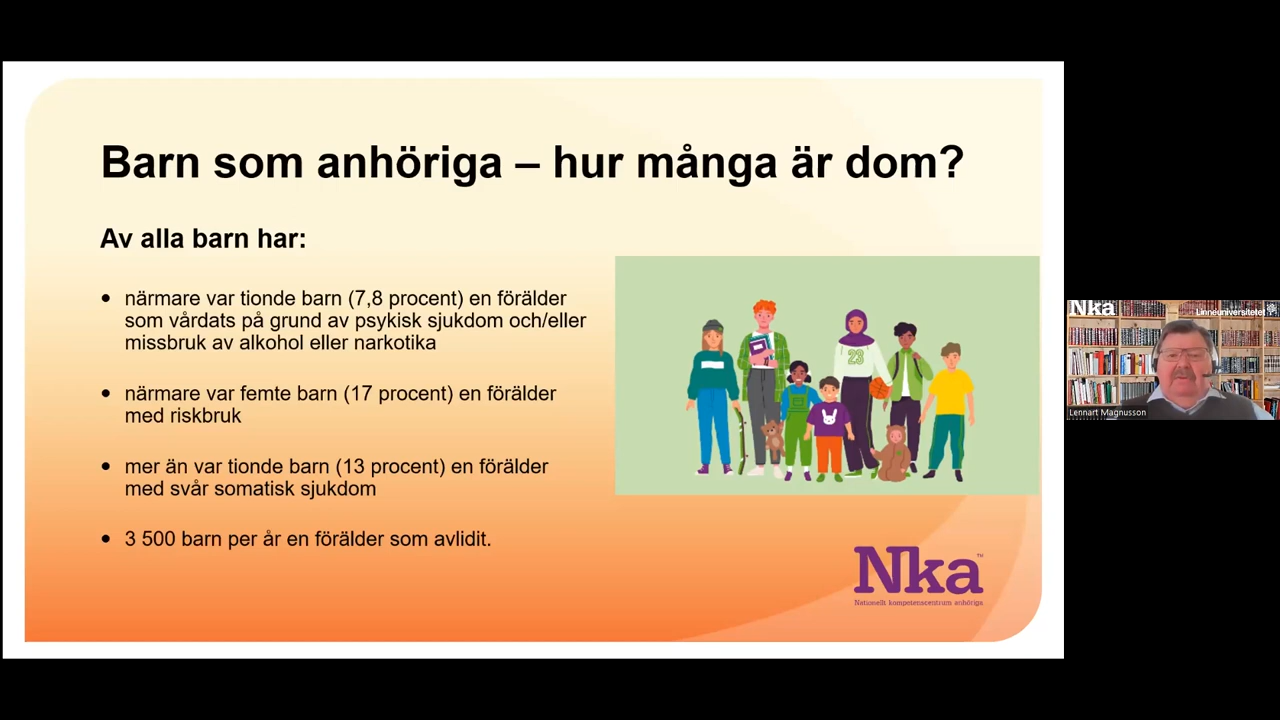 Barn som anhöriga – hur många är dom?
Av alla barn har:
• närmare var tionde barn (7,8 procent) en förälder
som vårdats på grund av psykisk sjukdom och/eller
missbruk av alkohol eller narkotika
• närmare var femte barn (17 procent) en förälder
med riskbruk
• mer än var tionde barn (13 procent) en förälder
med svår somatisk sjukdom
• 3 500 barn per år en förälder som avlidit.
23
Nka™
Nationellt kompetenscentrum anhöriga
Nka
Linneuniversitetet
Lennart Magnusson